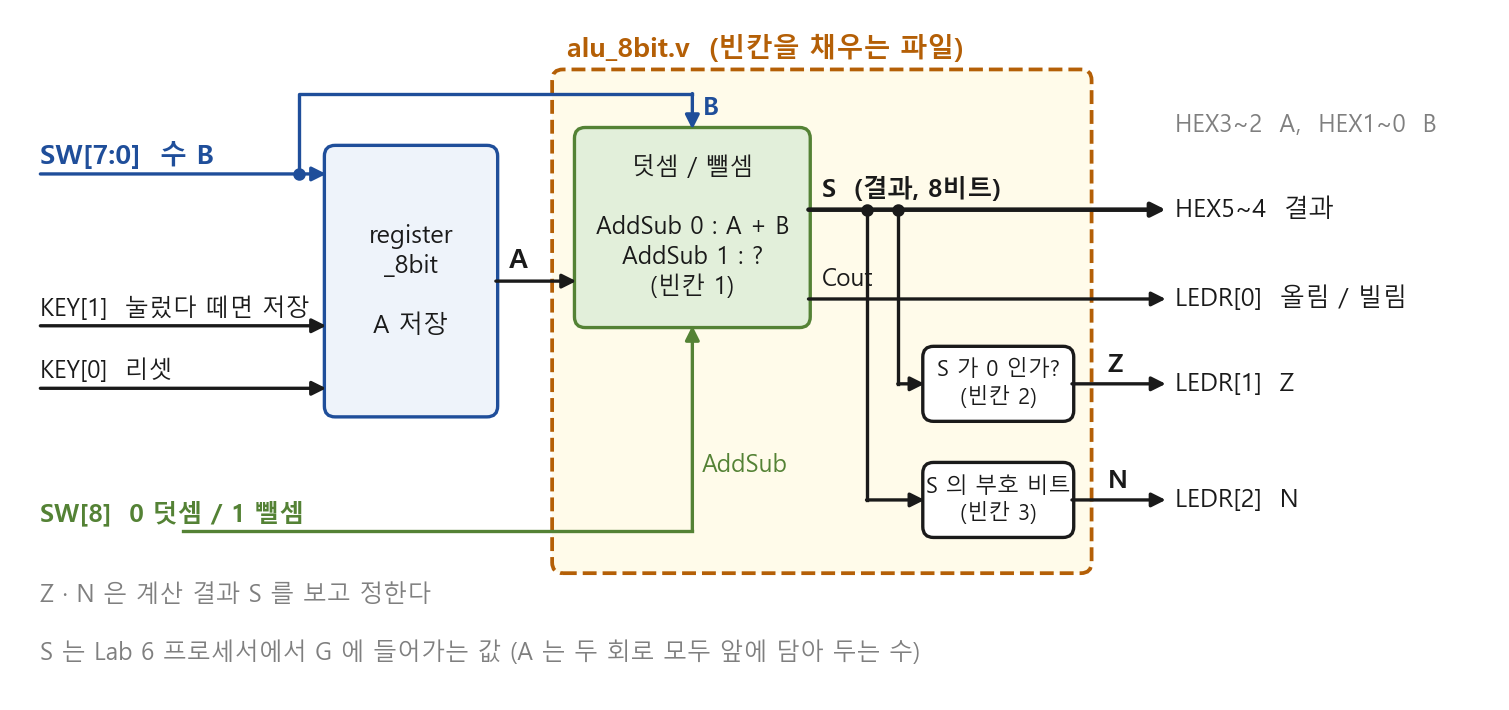 alu_8bit.v (빈칸을 채우는 파일)
B
HEX3~2 A, HEX1~0 B
SW[7:0] 수 B
덧셈 / 뺄셈
AddSub 0 : A + B
AddSub 1 : ?
(빈칸 1)
S (결과, 8비트)
HEX5~4 결과
register
_8bit
A 저장
A
Cout
LEDR[0] 올림 / 빌림
KEY[1] 눌렀다 떼면 저장
KEY[0] 리셋
S 가 0 인가?
(빈칸 2)
Z
LEDR[1] Z
AddSub
S 의 부호 비트
(빈칸 3)
N
LEDR[2] N
SW[8] 0 덧셈 / 1 뺄셈
Z · N 은 계산 결과 S 를 보고 정한다
S 는 Lab 6 프로세서에서 G 에 들어가는 값 (A 는 두 회로 모두 앞에 담아 두는 수)